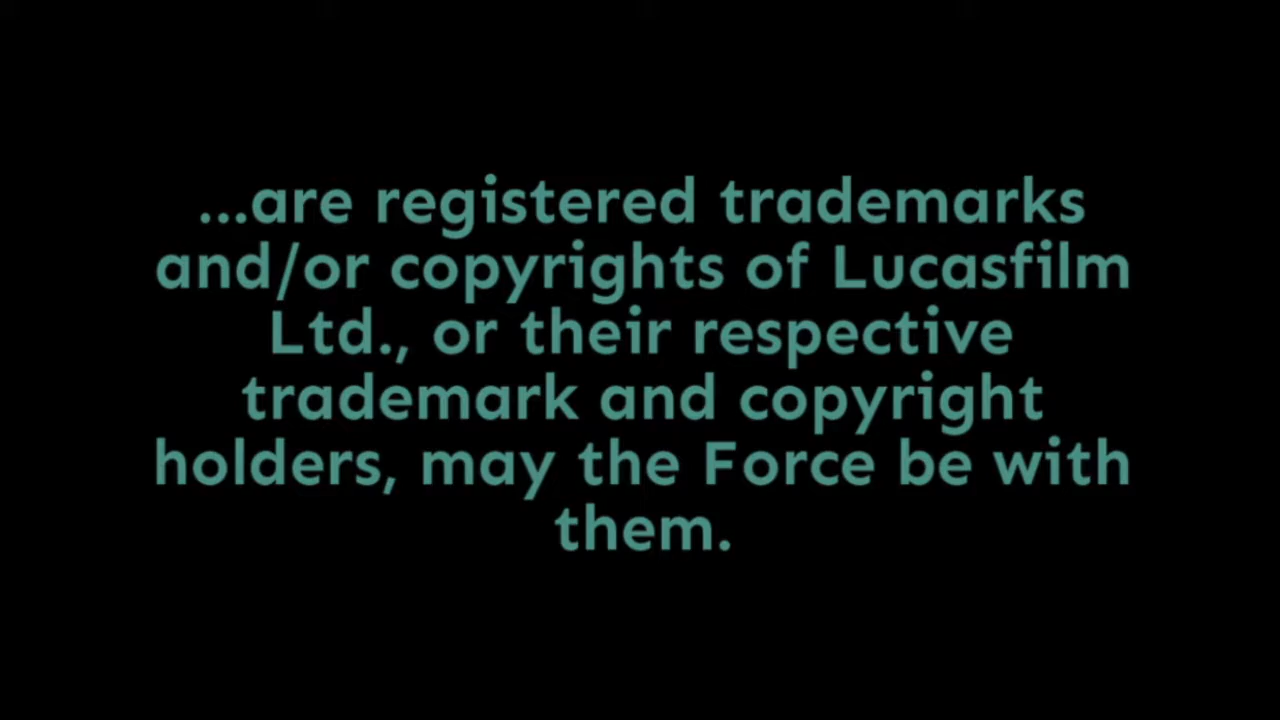 ...are registered trademarks
and/or copyrights of Lucasfilm
Ltd., or their respective
trademark and copyright
holders, may the Force be with
them.